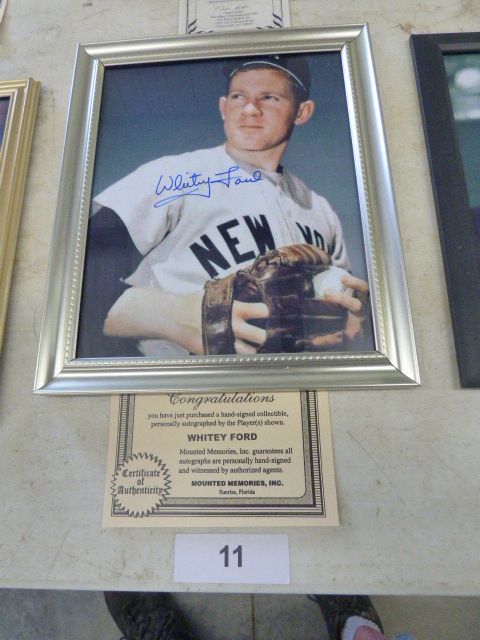 Whitey Ford
NEW YO
Congratulations
you have just purchased a hand-signed collectible,
personally autographed by the Player(s) shown.
WHITEY FORD
Mounted Memories, Inc. guarantees all
autographs are personally hand-signed
and witnessed by authorized agents.
Certificate
of
Authenticity
MOUNTED MEMORIES, INC.
Sunrise, Florida
11